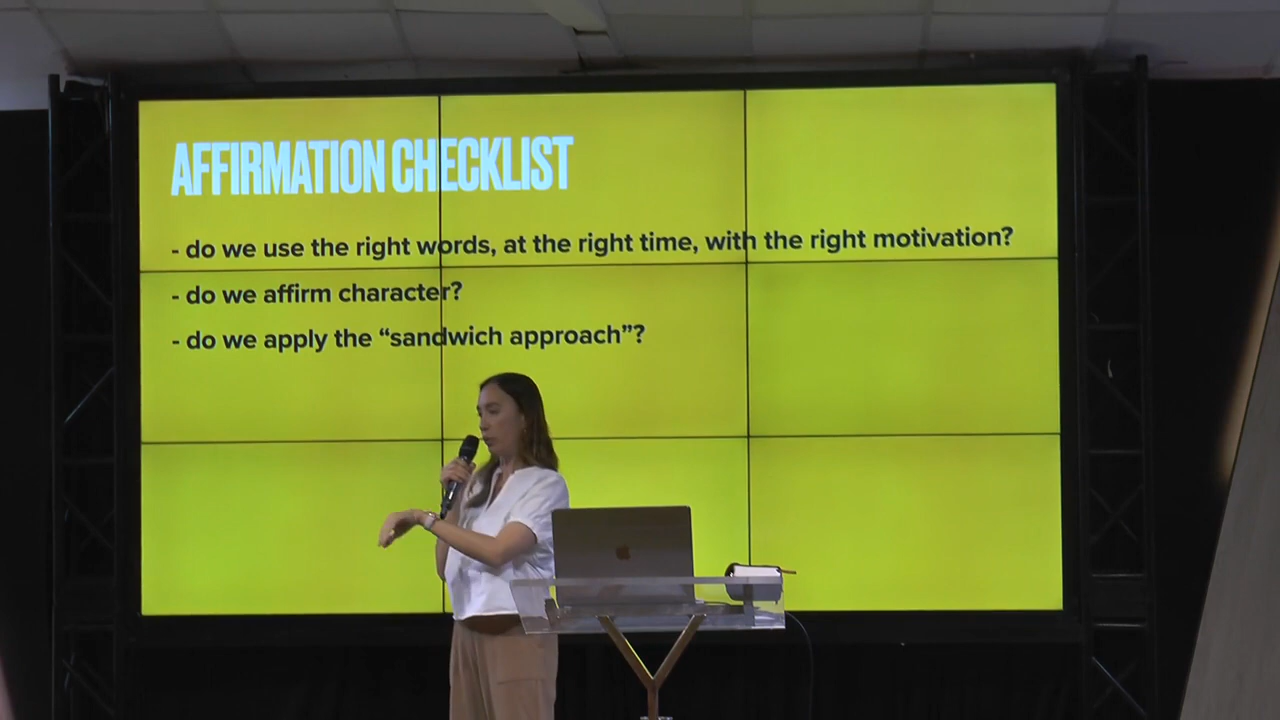 AFFIRMATION CHECKLIST
- do we use the right words, at the right time, with the right motivation?
- do we affirm character?
- do we apply the “sandwich approach”?